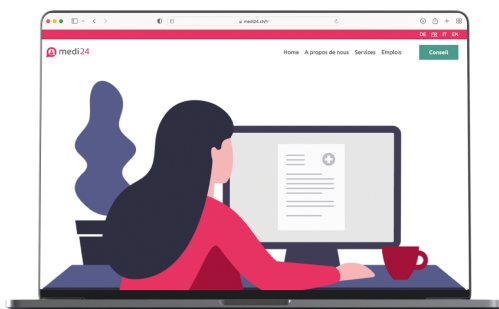 medi24.ch/fr
DE FR IT EN
medi24
Home A propos de nous Services Emplois Conseil